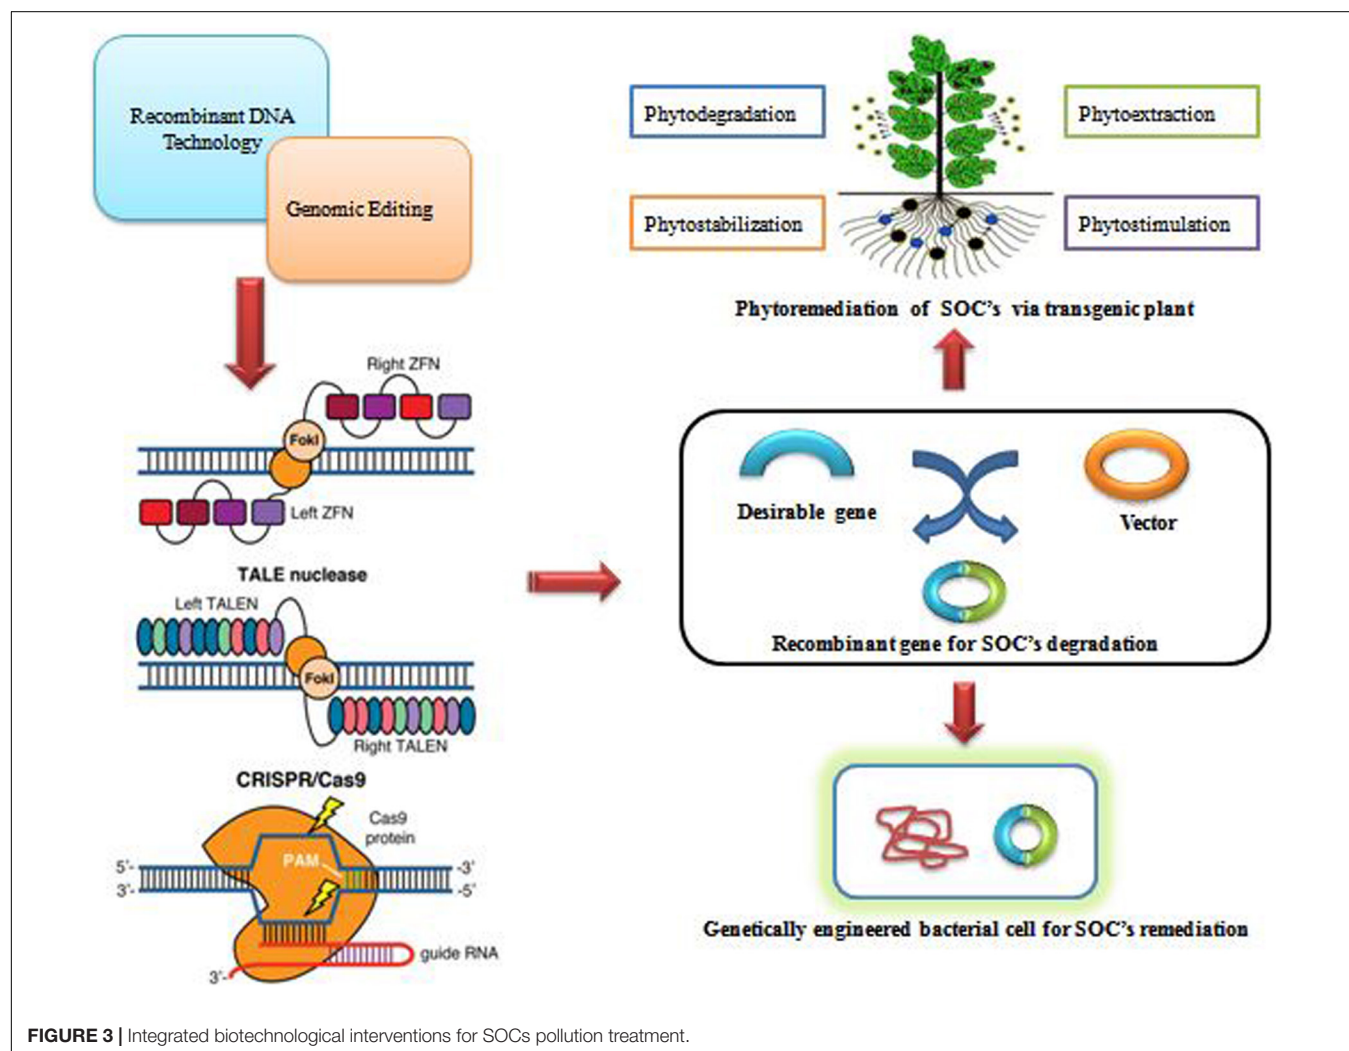 Recombinant DNA
Technology
Genomic Editing
Right ZFN
FokI
Left ZFN
TALE nuclease
Left TALEN
FokI
Right TALEN
CRISPR/Cas9
Cas9
protein
PAM
5'-
-3'
3'-
-5'
guide RNA
3'-
Phytodegradation
Phytoextraction
Phytostabilization
Phytostimulation
Phytoremediation of SOC's via transgenic plant
Desirable gene
Vector
Recombinant gene for SOC's degradation
Genetically engineered bacterial cell for SOC's remediation
FIGURE 3 | Integrated biotechnological interventions for SOCs pollution treatment.